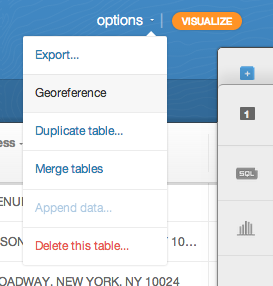 options
VISUALIZE
Export...
Georeference
1
ess
Duplicate table...
Merge tables
SQL
ENU
Append data...
SON
Y 10...
Delete this table...
ROADWAY, NEW YORK, NY 10024